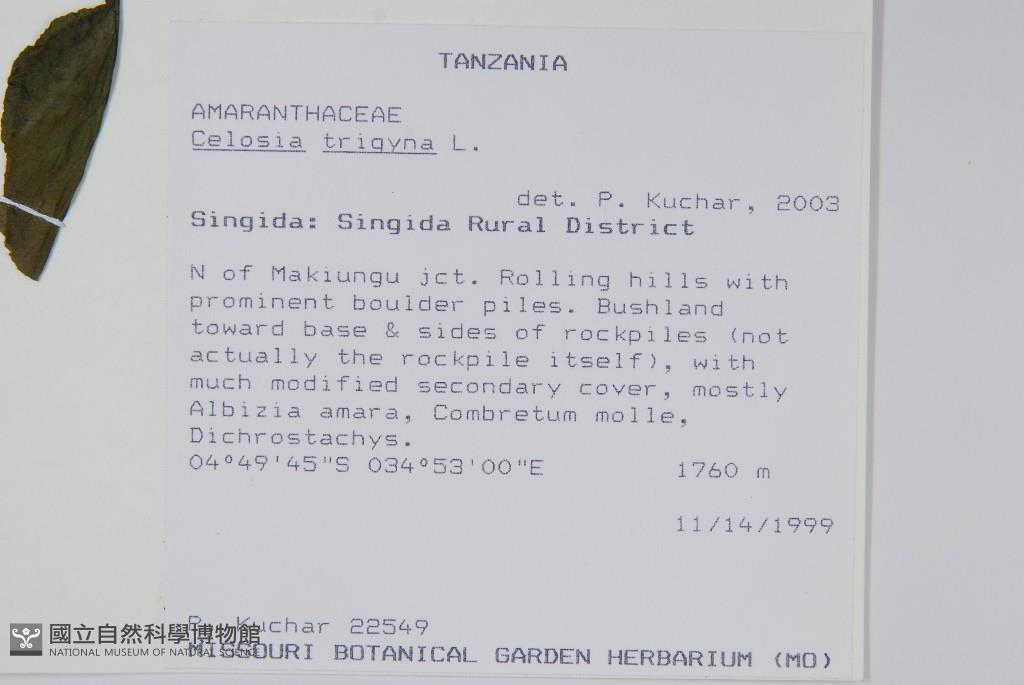 TANZANIA
AMARANTHACEAE
Celosia trigyna L.
det. P. Kuchar, 2003
Singida: Singida Rural District
N of Makiungu jct. Rolling hills with
prominent boulder piles. Bushland
toward base & sides of rockpiles (not
actually the rockpile itself), with
much modified secondary cover, mostly
Albizia amara, Combretum molle,
Dichrostachys.
04°49'45"S 034°53'00"E 1760 m
11/14/1999
P. Kuchar 22549
MISSOURI BOTANICAL GARDEN HERBARIUM (MO)
國立自然科學博物館
NATIONAL MUSEUM OF NATURAL SCIENCE